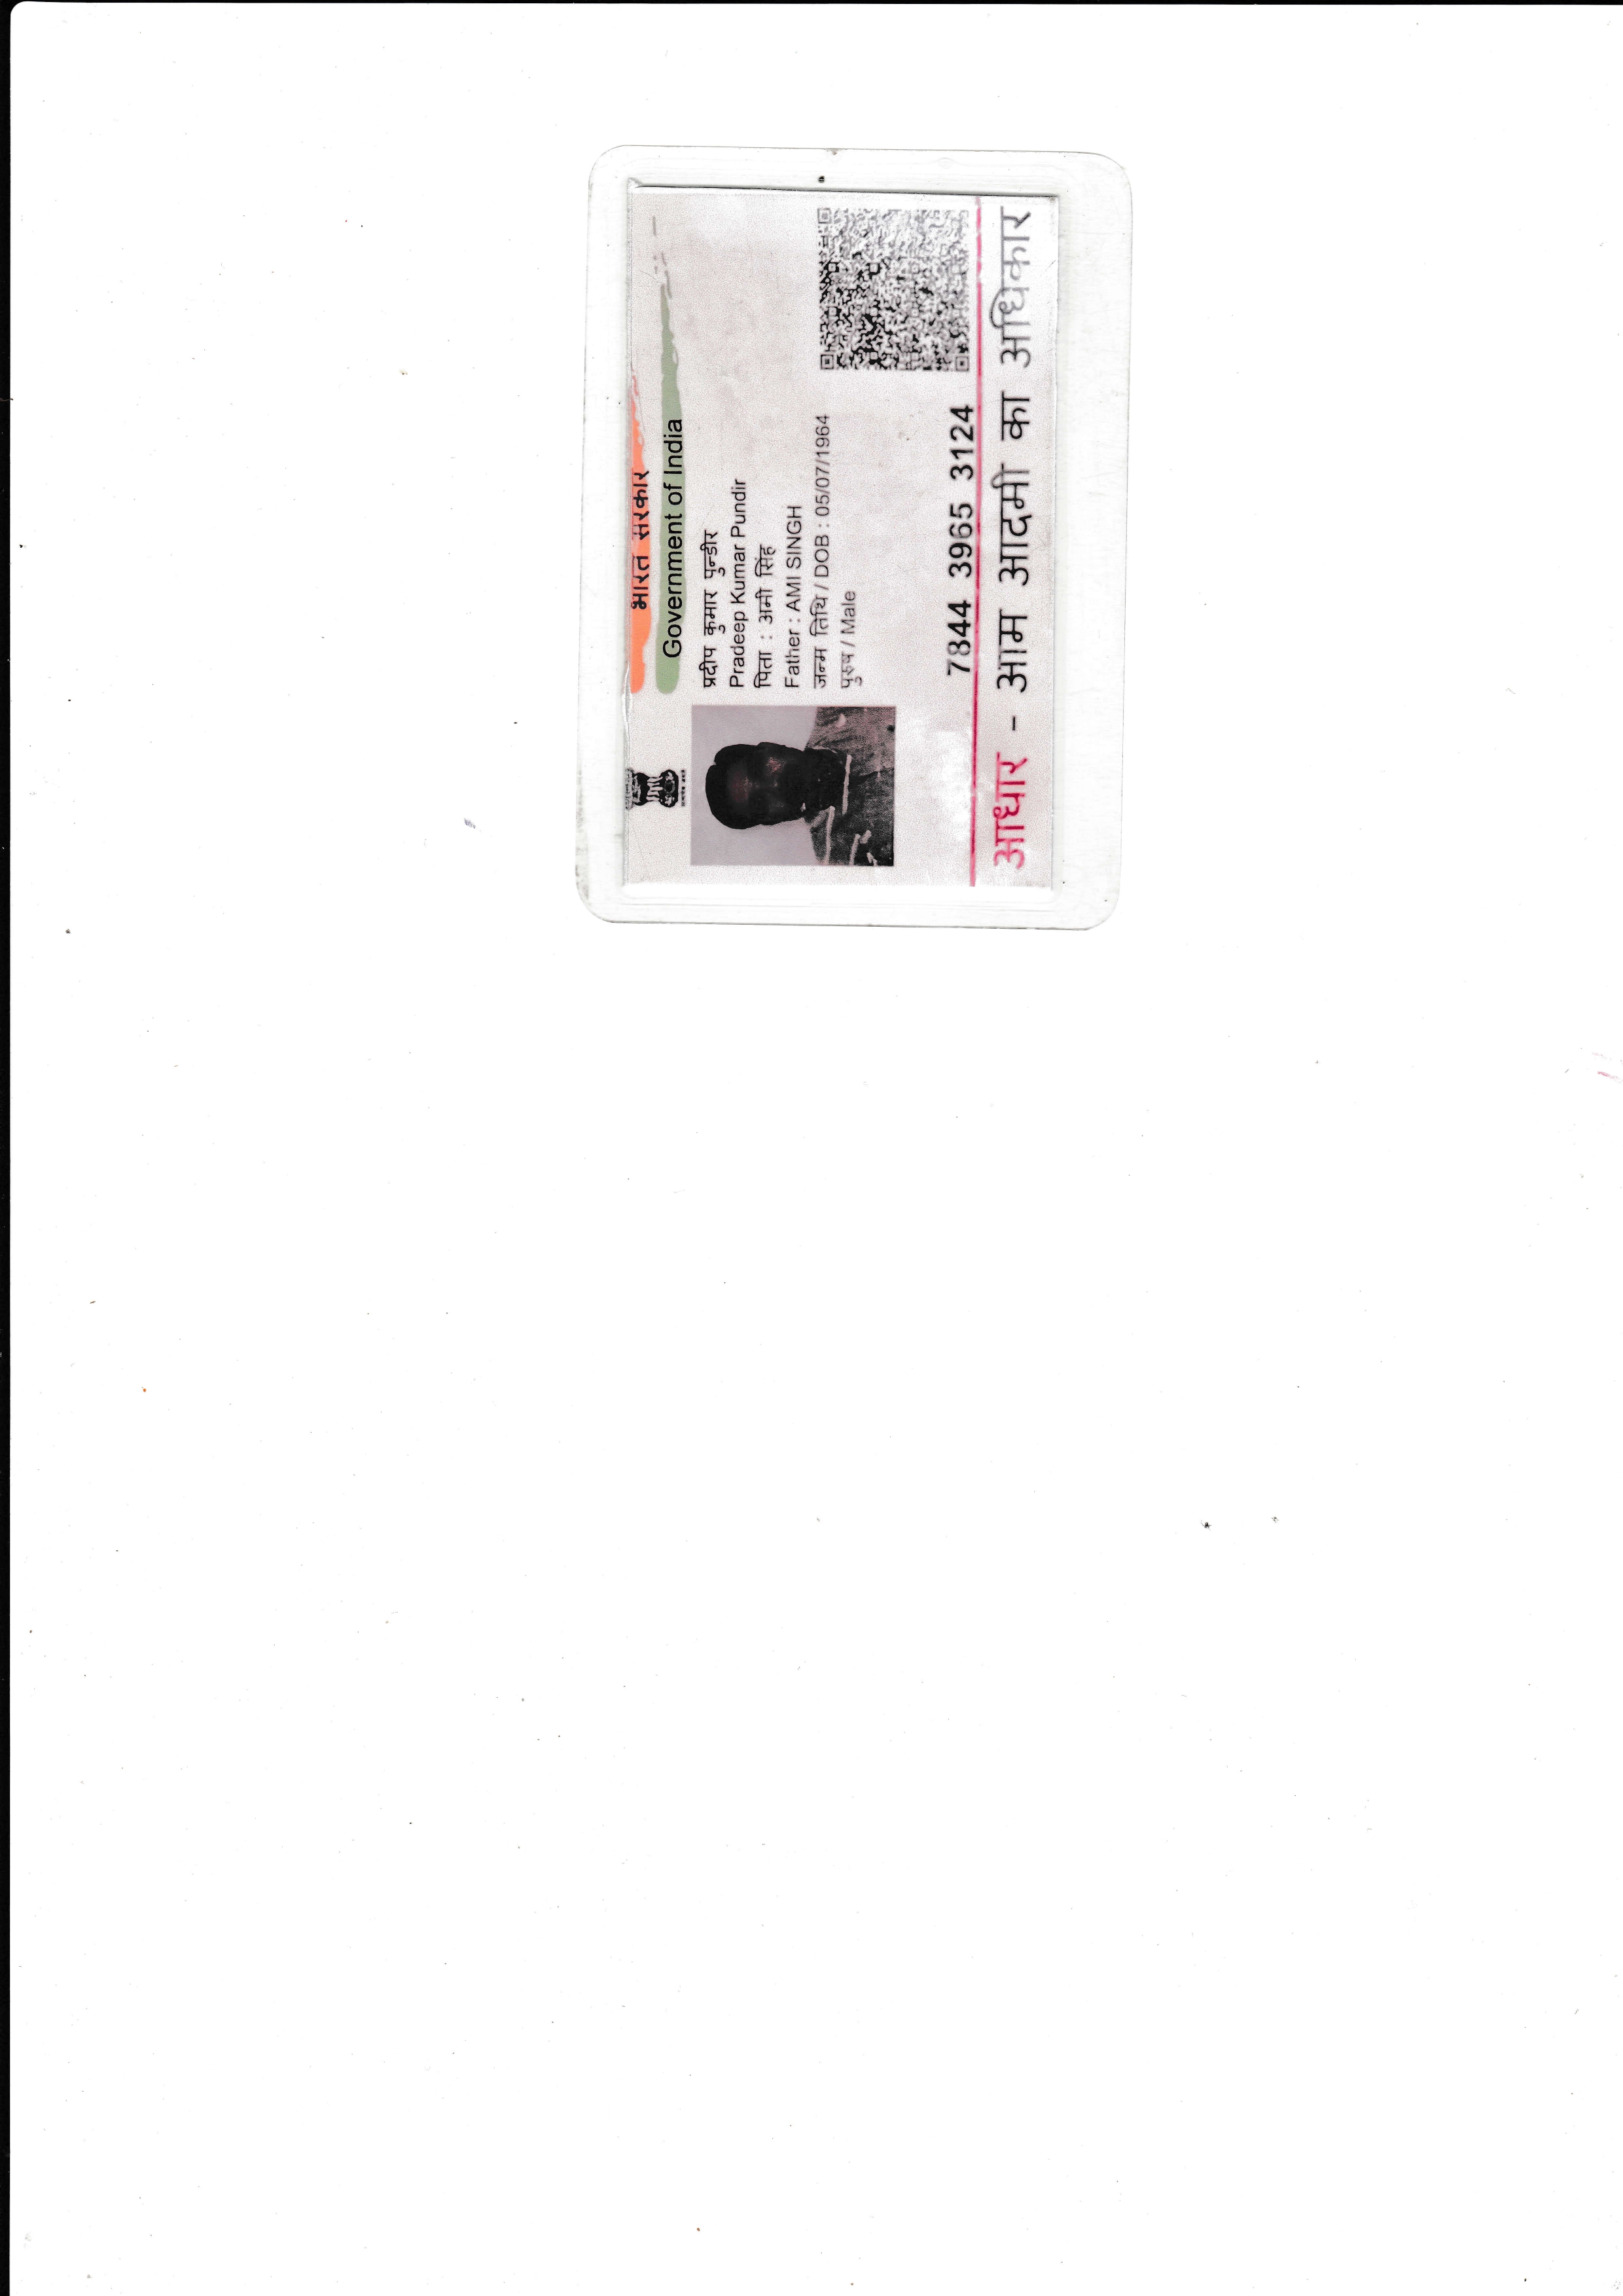 भारत सरकार
Government of India
प्रदीप कुमार पुन्डीर
Pradeep Kumar Pundir
पिता : अमी सिंह
Father : AMI SINGH
जन्म तिथि / DOB : 05/07/1964
पुरुष / Male
7844 3965 3124
आधार - आम आदमी का अधिकार